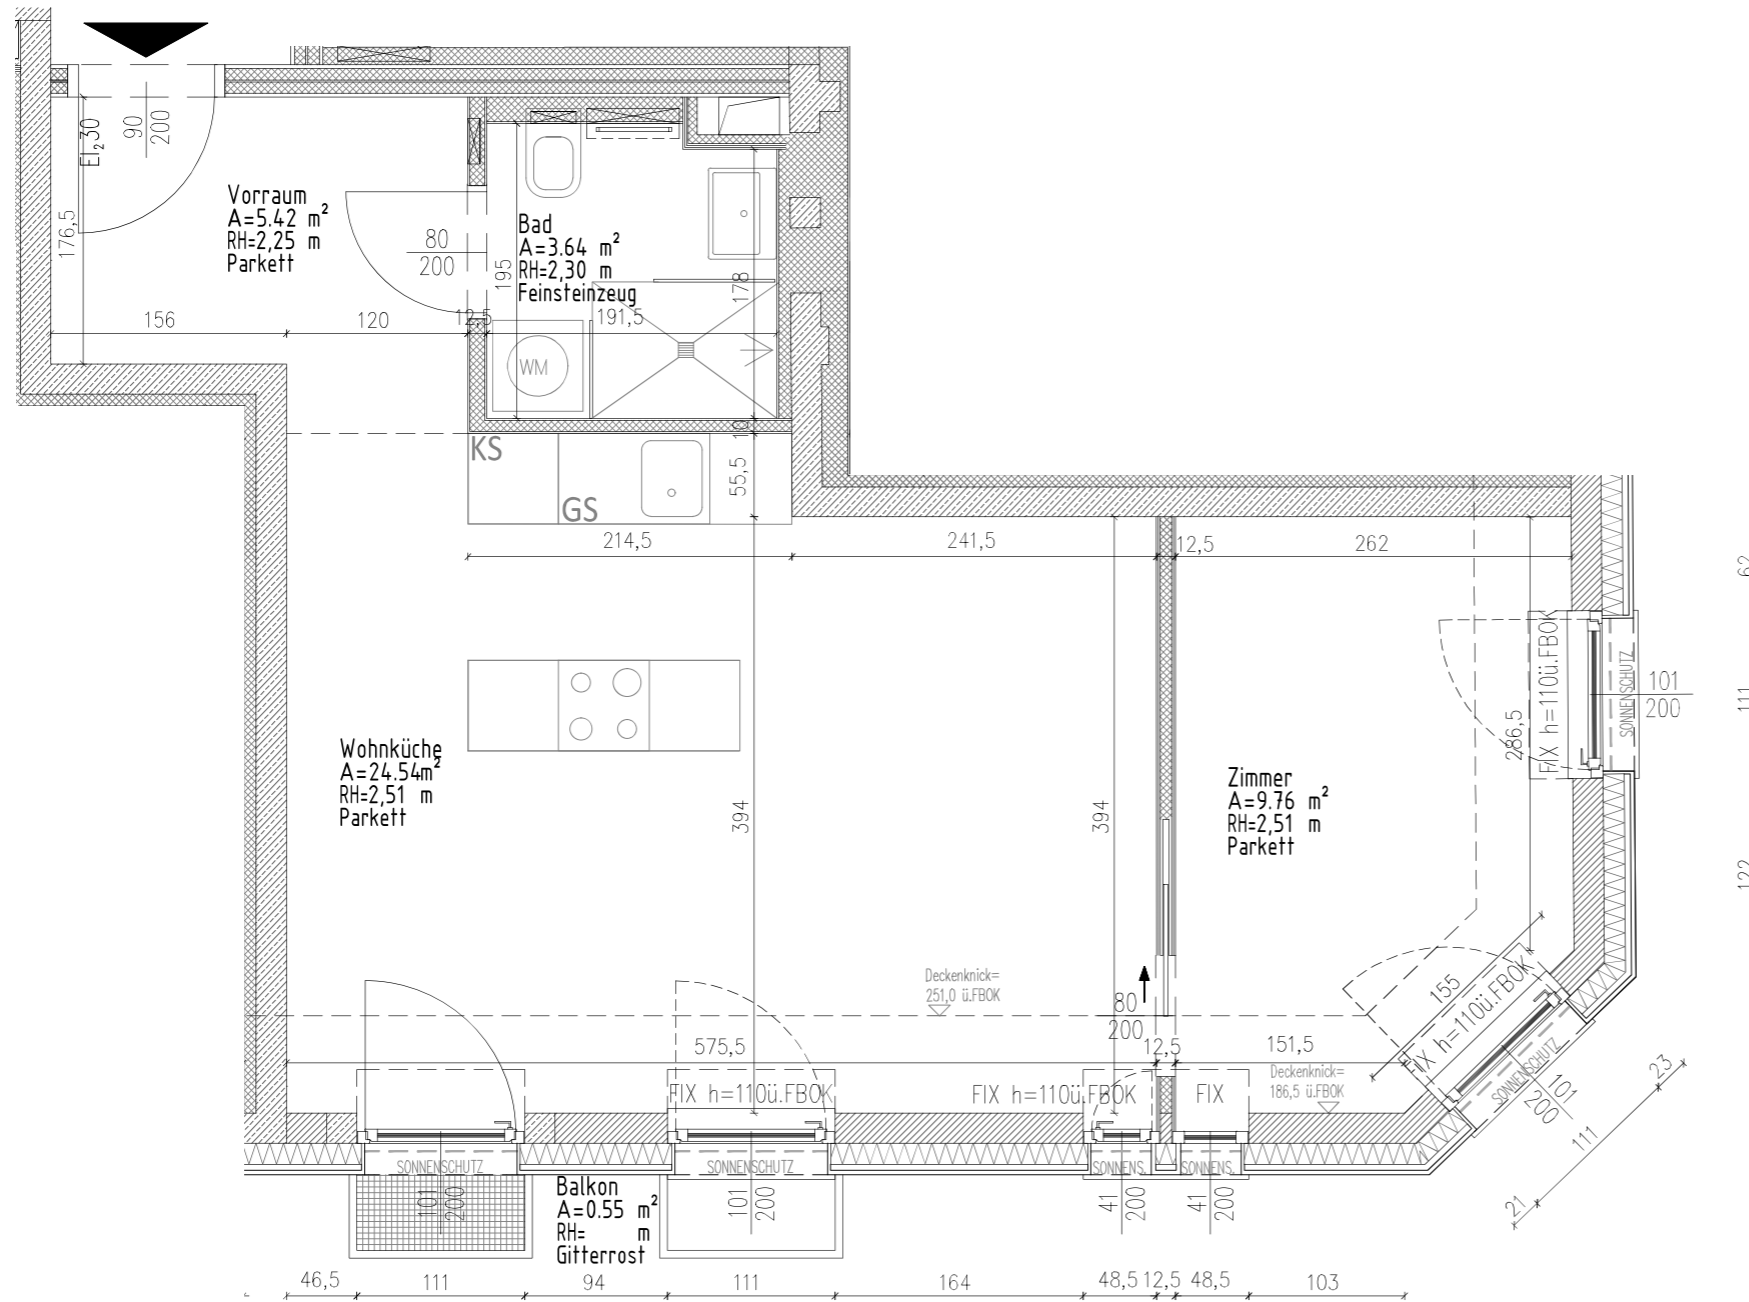 EI₂30
90
200
176,5
Vorraum
A=5.42 m²
RH=2,25 m
Parkett
80
200
Bad
A=3.64 m²
RH=2,30 m
Feinsteinzeug
195
178
156
120
12,5
191,5
WM
10
KS
GS
55,5
214,5
241,5
12,5
262
62
FIX h=110ü.FBOK
SONNENSCHUTZ
101
200
111
286,5
Wohnküche
A=24.54m²
RH=2,51 m
Parkett
394
394
Zimmer
A=9.76 m²
RH=2,51 m
Parkett
122
Deckenknick=
251,0 ü.FBOK
80
200
155
FIX h=110ü.FBOK
SONNENSCHUTZ
101
200
575,5
12,5
151,5
Deckenknick=
186,5 ü.FBOK
23
111
21
FIX h=110ü.FBOK
FIX h=110ü.FBOK
FIX
SONNENSCHUTZ
SONNENSCHUTZ
SONNENS.
SONNENS.
101
200
101
200
41
200
41
200
Balkon
A=0.55 m²
RH= m
Gitterrost
46,5
111
94
111
164
48,5
12,5
48,5
103